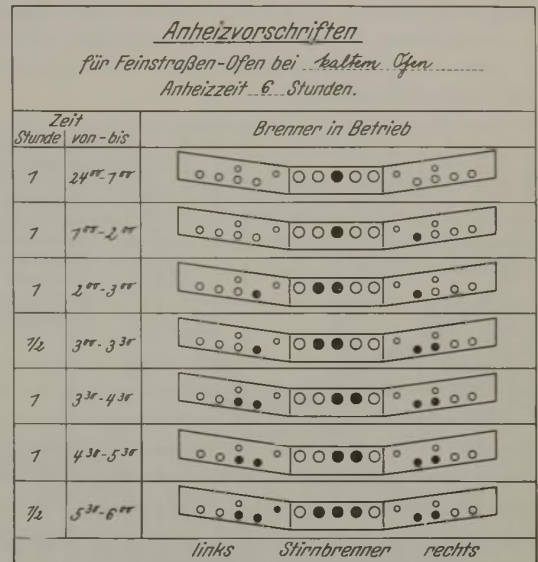 Anheizvorschriften
für Feinstraßen-Ofen bei kaltem Ofen
Anheizzeit 6 Stunden.
Zeit
Stunde von-bis
Brenner in Betrieb
1 24⁰⁰-1⁰⁰
1 1⁰⁰-2⁰⁰
1 2⁰⁰-3⁰⁰
1/2 3⁰⁰-3³⁰
1 3³⁰-4³⁰
1 4³⁰-5³⁰
1/2 5³⁰-6⁰⁰
links Stirnbrenner rechts